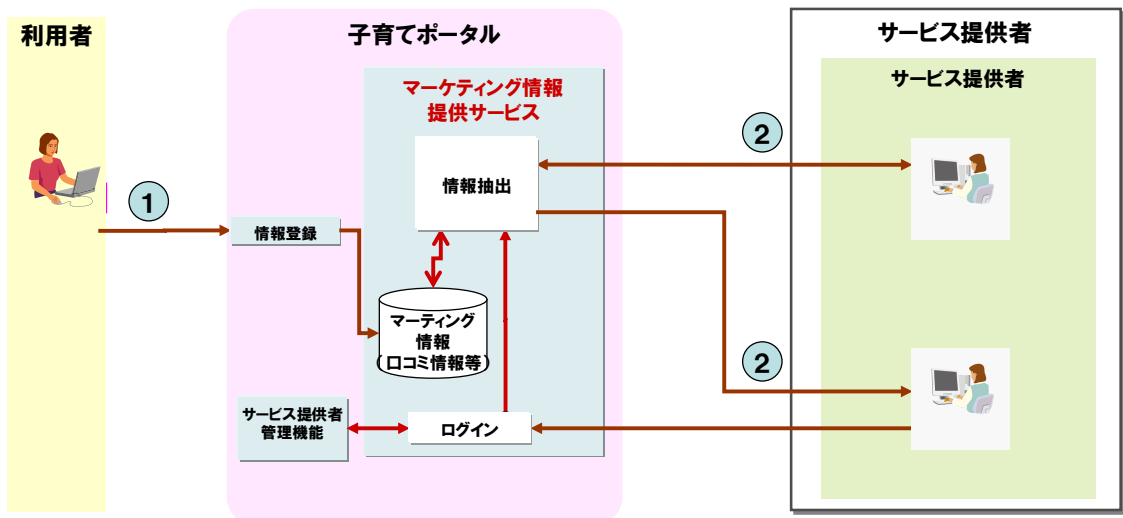 利用者
子育てポータル
サービス提供者
サービス提供者
マーケティング情報
提供サービス
情報抽出
1
2
情報登録
マーティング
情報
(口コミ情報等)
2
サービス提供者
管理機能
ログイン